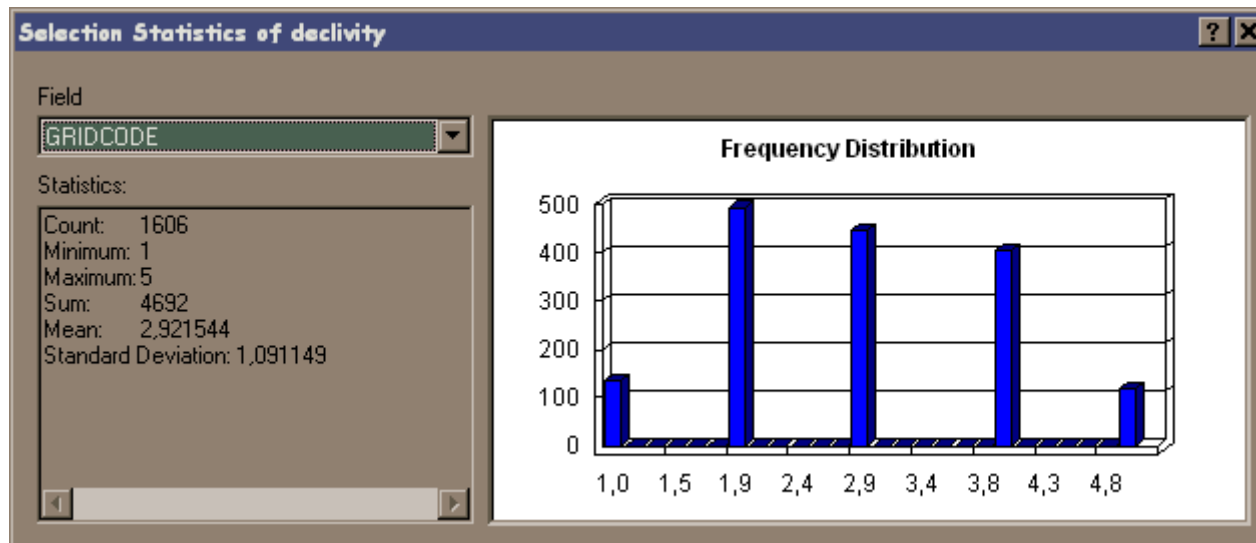 Selection Statistics of declivity
Field
GRIDCODE
Statistics:
Count: 1606
Minimum: 1
Maximum: 5
Sum: 4692
Mean: 2,921544
Standard Deviation: 1,091149
Frequency Distribution
500
400
300
200
100
0
1,0 1,5 1,9 2,4 2,9 3,4 3,8 4,3 4,8